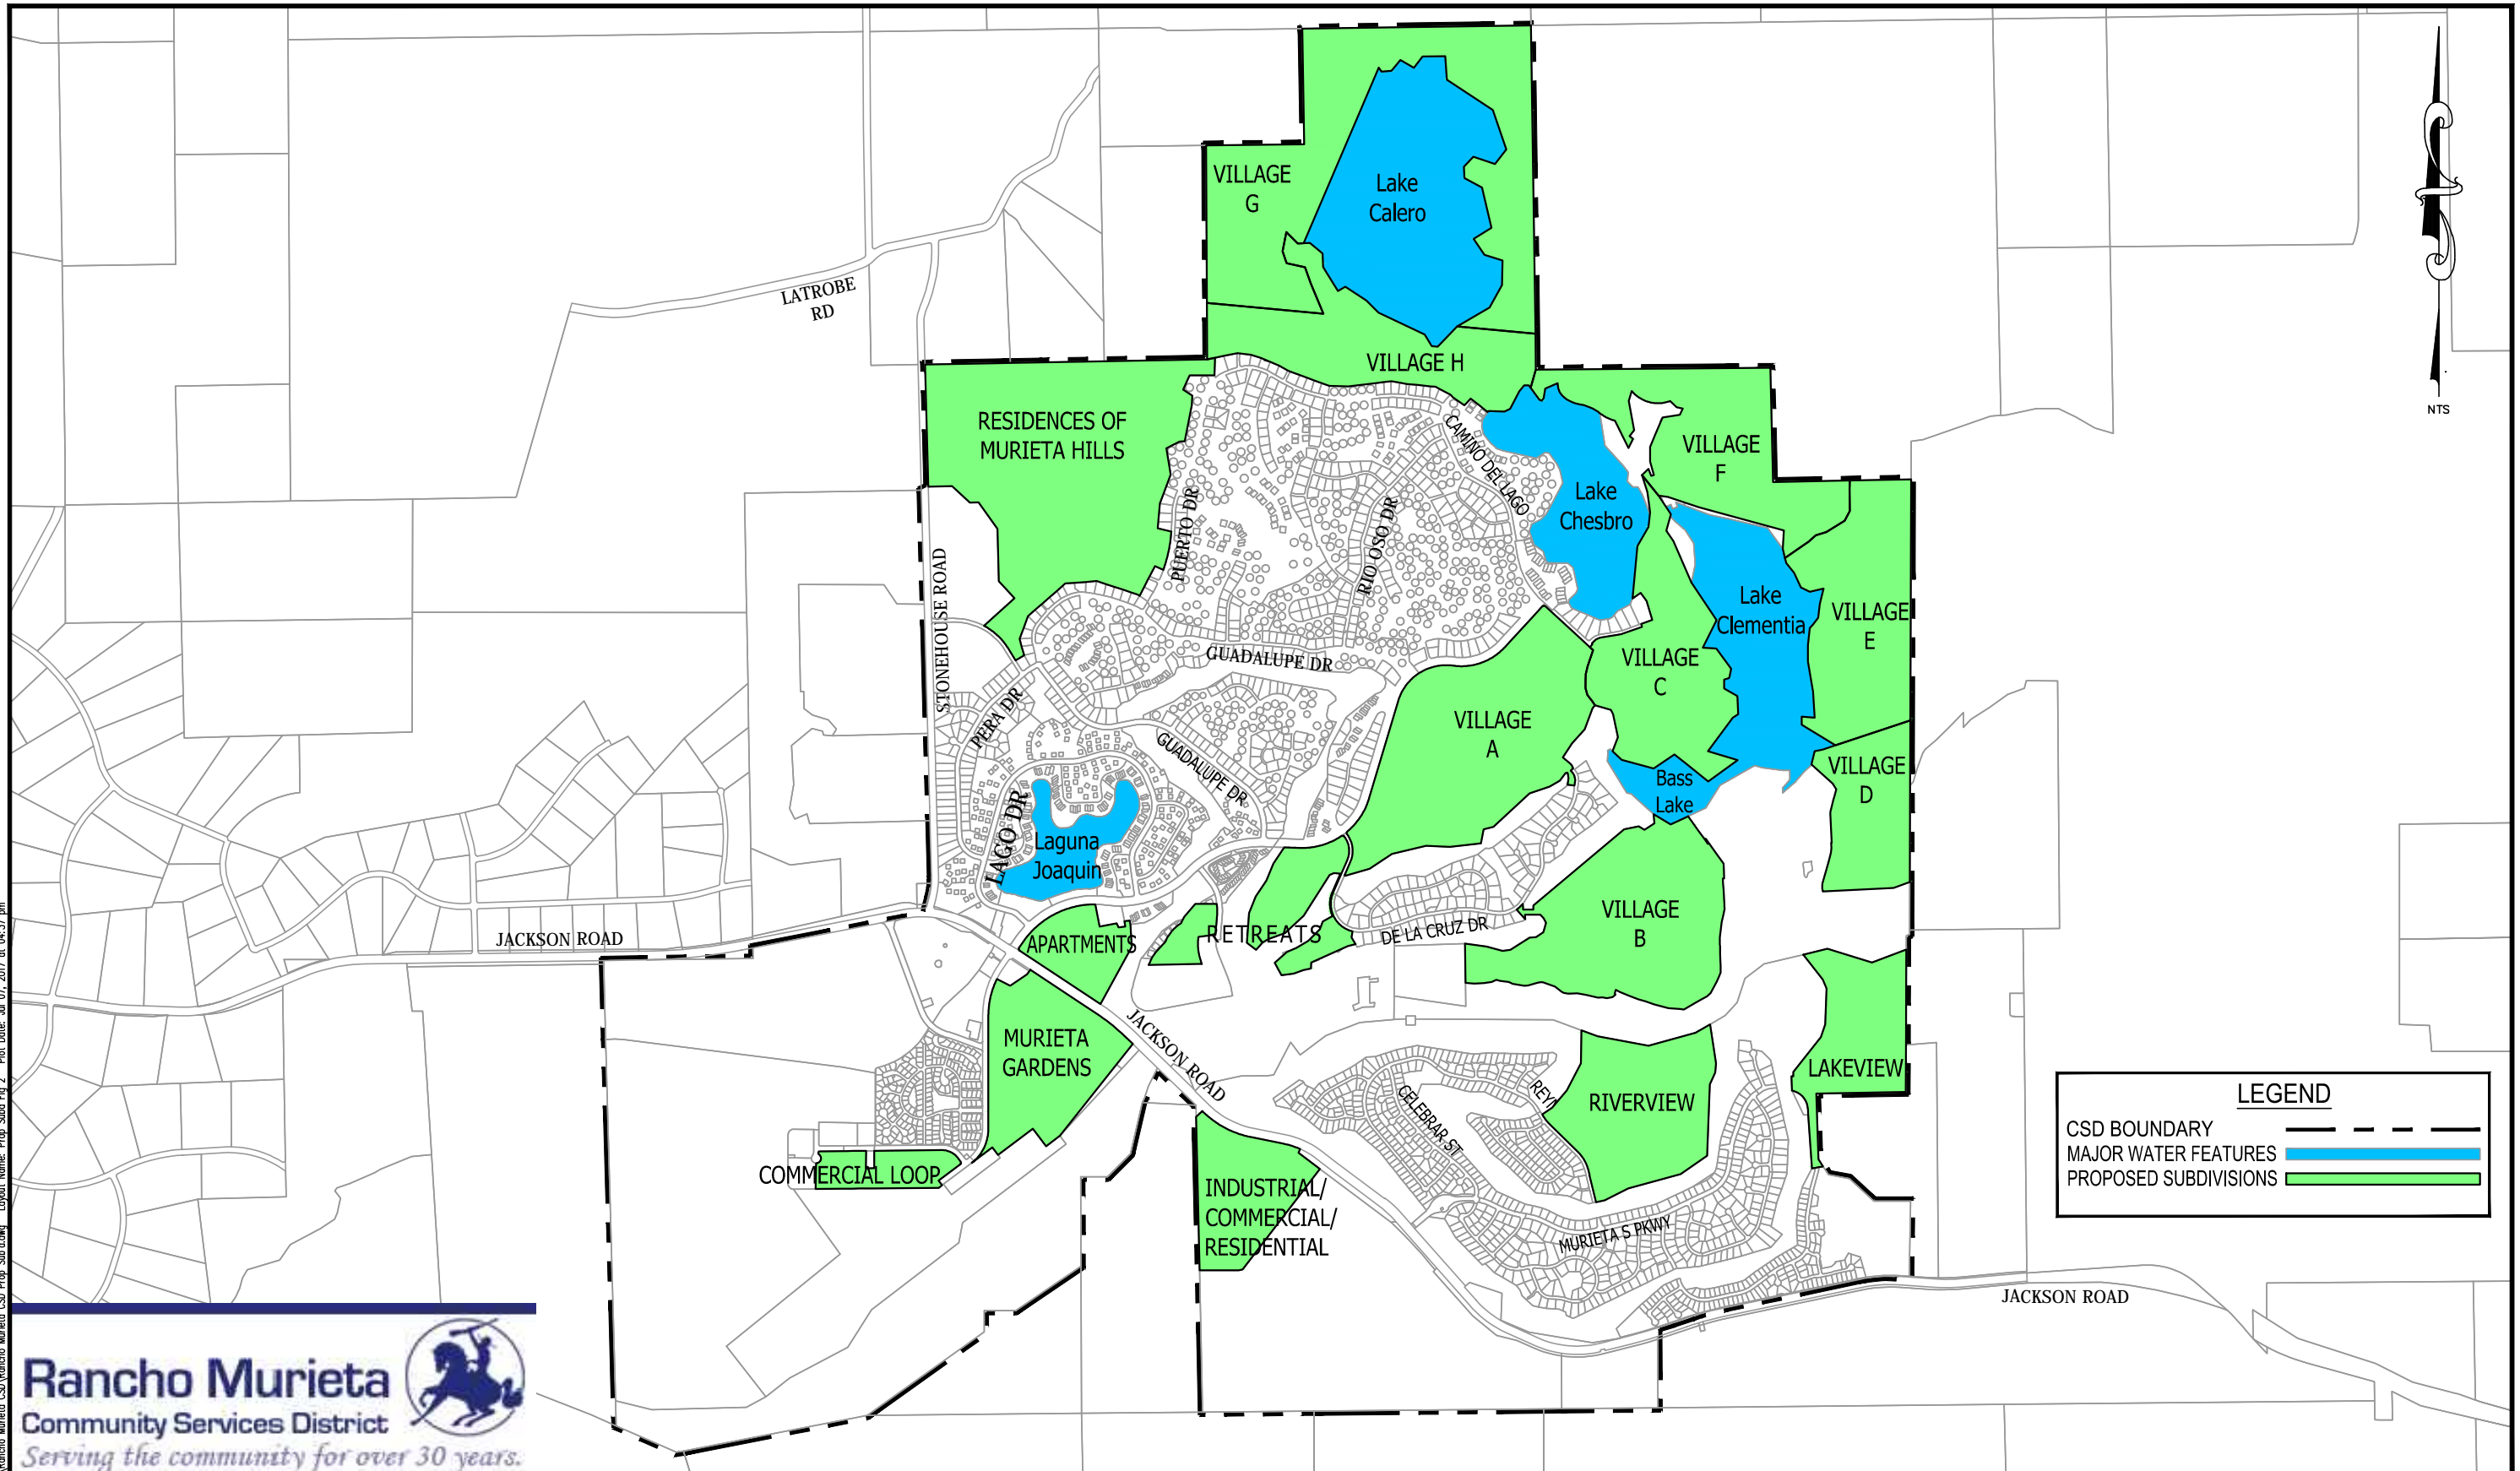 VILLAGE
G
Lake
Calero
LATROBE
RD
VILLAGE H
NTS
RESIDENCES OF
MURIETA HILLS
CAMINO DEL LAGO
VILLAGE
F
Lake
Chesbro
PUERTO DR
RIO OSO DR
STONEHOUSE ROAD
Lake
Clementia
VILLAGE
E
GUADALUPE DR
VILLAGE
C
PERA DR
VILLAGE
A
GUADALUPE DR
VILLAGE
D
Bass
Lake
LAGO DR
Laguna
Joaquin
VILLAGE
B
JACKSON ROAD
APARTMENTS
RETREATS
DE LA CRUZ DR
MURIETA
GARDENS
JACKSON ROAD
LAKEVIEW
CELEBRAR ST
REYI
RIVERVIEW
COMMERCIAL LOOP
INDUSTRIAL/
COMMERCIAL/
RESIDENTIAL
MURIETA S PKWY
JACKSON ROAD
LEGEND
CSD BOUNDARY
MAJOR WATER FEATURES
PROPOSED SUBDIVISIONS
Rancho Murieta
Community Services District
Serving the community for over 30 years.